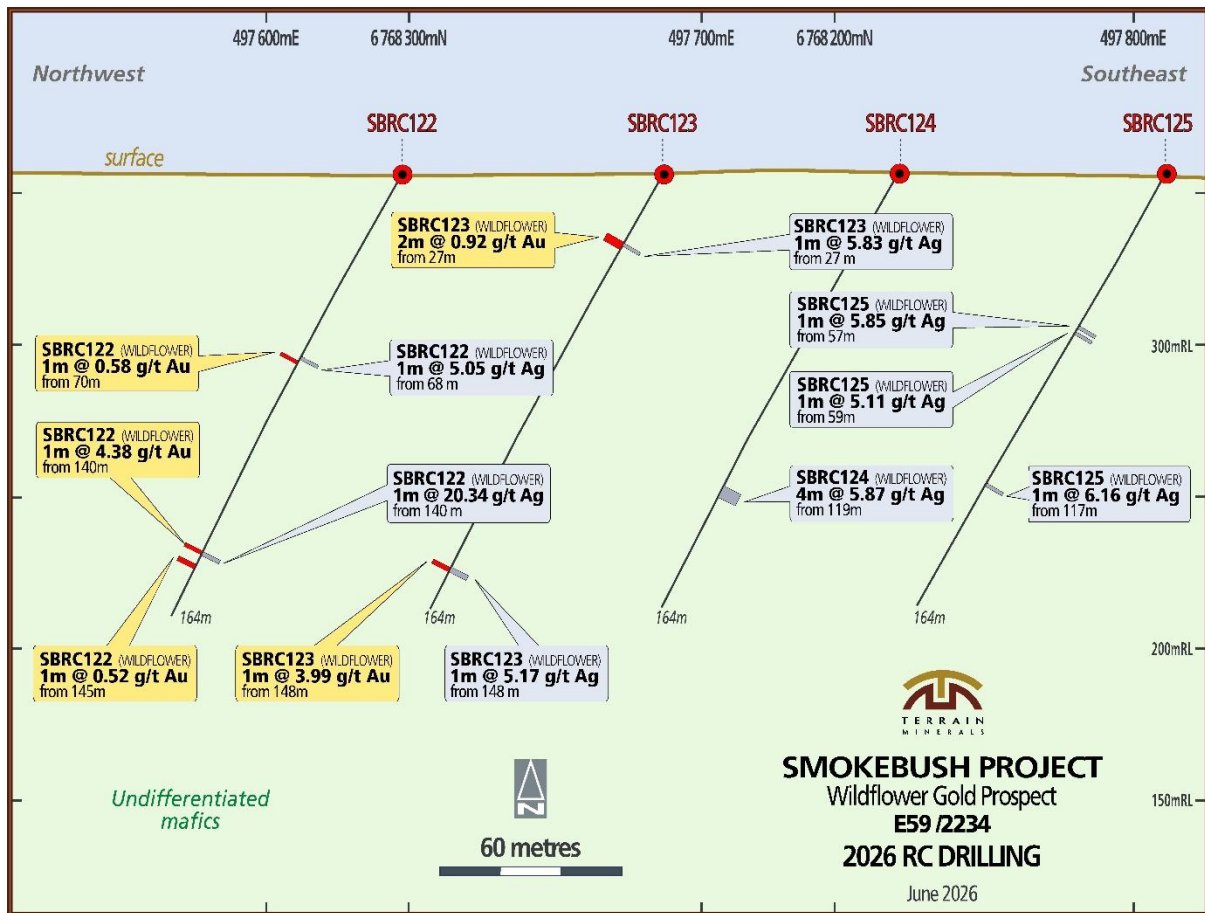 497 600mE
6 768 300mN
497 700mE
6 768 200mN
497 800mE
Northwest
Southeast
SBRC122
SBRC123
SBRC124
SBRC125
surface
SBRC123 (WILDFLOWER)
2m @ 0.92 g/t Au
from 27m
SBRC123 (WILDFLOWER)
1m @ 5.83 g/t Ag
from 27 m
SBRC125 (WILDFLOWER)
1m @ 5.85 g/t Ag
from 57m
SBRC122 (WILDFLOWER)
1m @ 0.58 g/t Au
from 70m
SBRC122 (WILDFLOWER)
1m @ 5.05 g/t Ag
from 68 m
300mRL
SBRC125 (WILDFLOWER)
1m @ 5.11 g/t Ag
from 59m
SBRC122 (WILDFLOWER)
1m @ 4.38 g/t Au
from 140m
SBRC122 (WILDFLOWER)
1m @ 20.34 g/t Ag
from 140 m
SBRC124 (WILDFLOWER)
4m @ 5.87 g/t Ag
from 119m
SBRC125 (WILDFLOWER)
1m @ 6.16 g/t Ag
from 117m
164m
164m
164m
164m
SBRC122 (WILDFLOWER)
1m @ 0.52 g/t Au
from 145m
SBRC123 (WILDFLOWER)
1m @ 3.99 g/t Au
from 148m
SBRC123 (WILDFLOWER)
1m @ 5.17 g/t Ag
from 148 m
200mRL
TERRAIN
MINERALS
SMOKEBUSH PROJECT
Wildflower Gold Prospect
E59 /2234
2026 RC DRILLING
June 2026
150mRL
Undifferentiated
mafics
N
60 metres